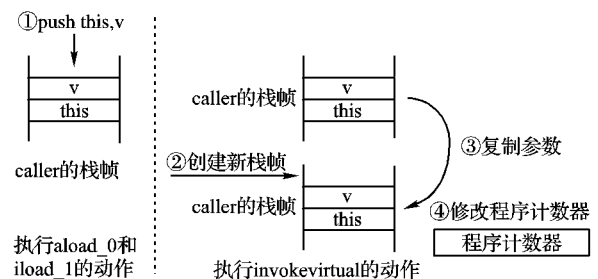 ①push this,v
v
this
caller的栈帧
执行aload_0和
iload_1的动作
caller的栈帧
v
this
③复制参数
②创建新栈帧
caller的栈帧
v
this
④修改程序计数器
程序计数器
执行invokevirtual的动作